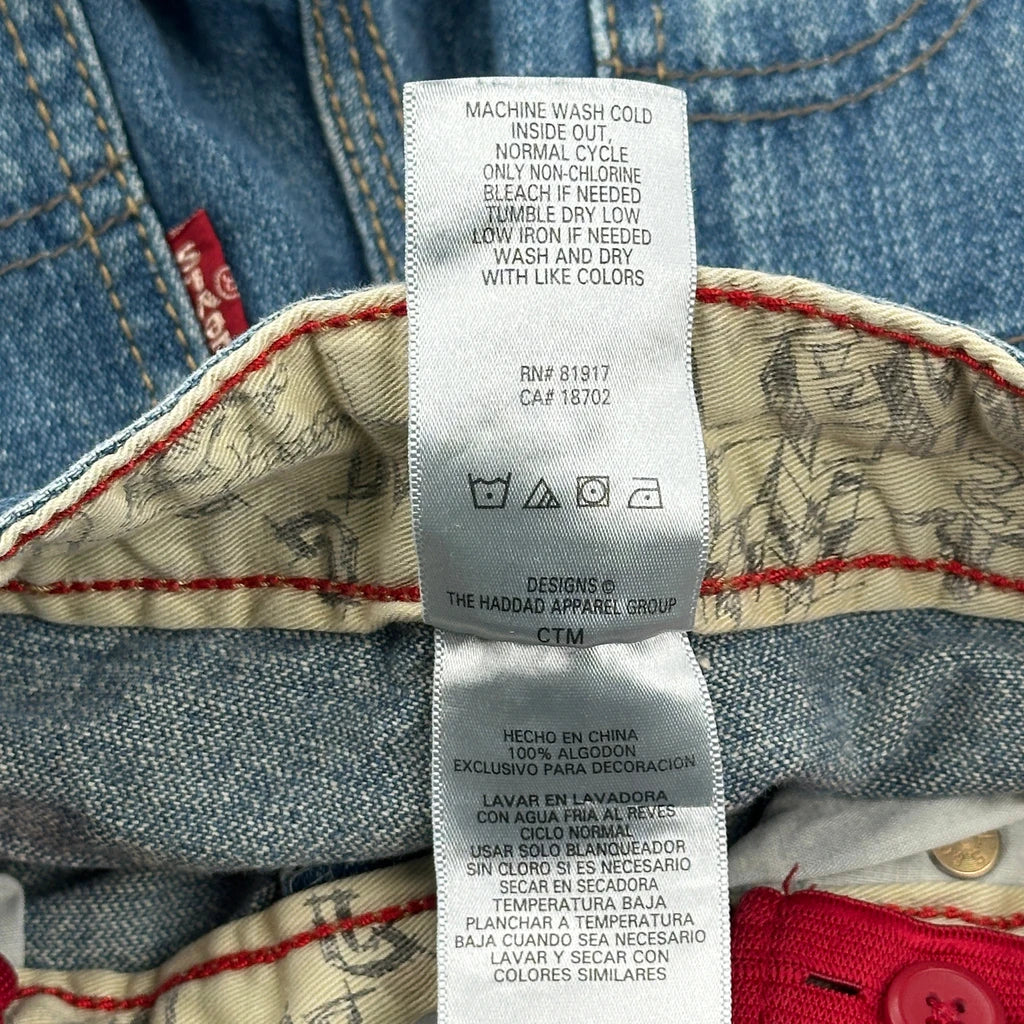 MACHINE WASH COLD
INSIDE OUT,
NORMAL CYCLE
ONLY NON-CHLORINE
BLEACH IF NEEDED
TUMBLE DRY LOW
LOW IRON IF NEEDED
WASH AND DRY
WITH LIKE COLORS
RN# 81917
CA# 18702
DESIGNS ©
THE HADDAD APPAREL GROUP
CTM
HECHO EN CHINA
100% ALGODON
EXCLUSIVO PARA DECORACION
LAVAR EN LAVADORA
CON AGUA FRIA AL REVES
CICLO NORMAL
USAR SOLO BLANQUEADOR
SIN CLORO SI ES NECESARIO
SECAR EN SECADORA
TEMPERATURA BAJA
PLANCHAR A TEMPERATURA
BAJA CUANDO SEA NECESARIO
LAVAR Y SECAR CON
COLORES SIMILARES